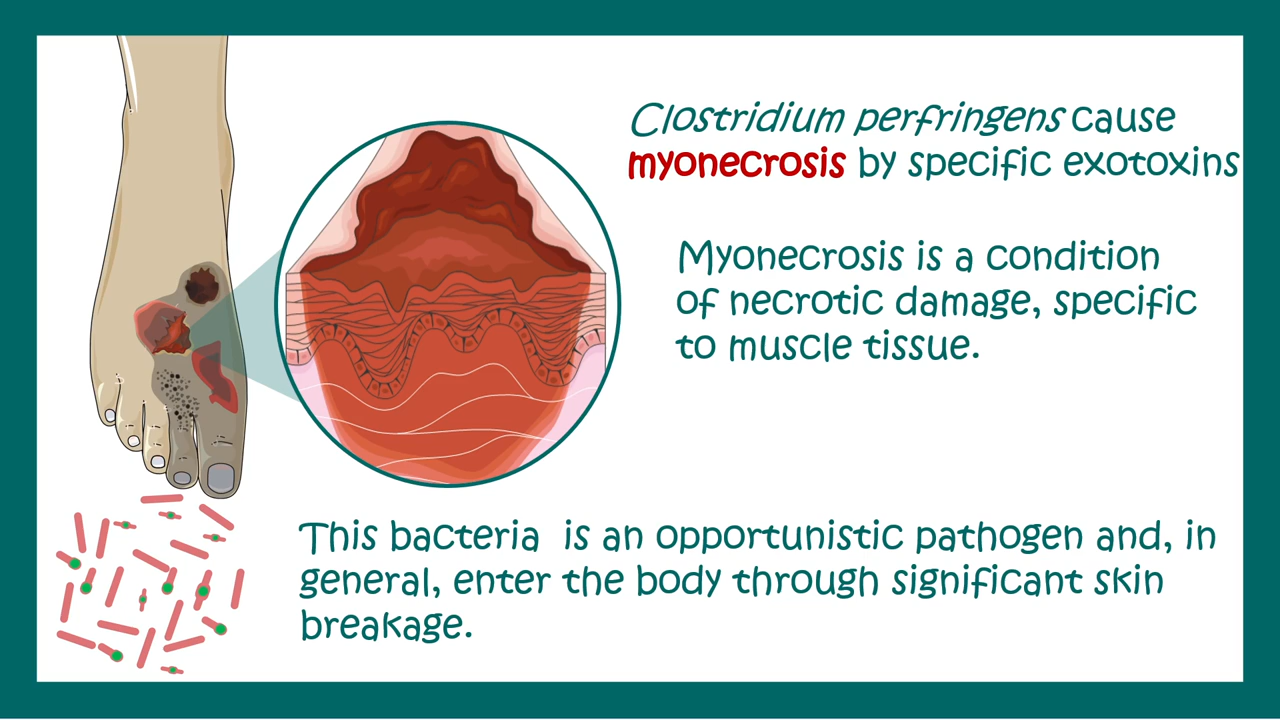 Clostridium perfringens cause
myonecrosis by specific exotoxins
Myonecrosis is a condition
of necrotic damage, specific
to muscle tissue.
This bacteria is an opportunistic pathogen and, in
general, enter the body through significant skin
breakage.